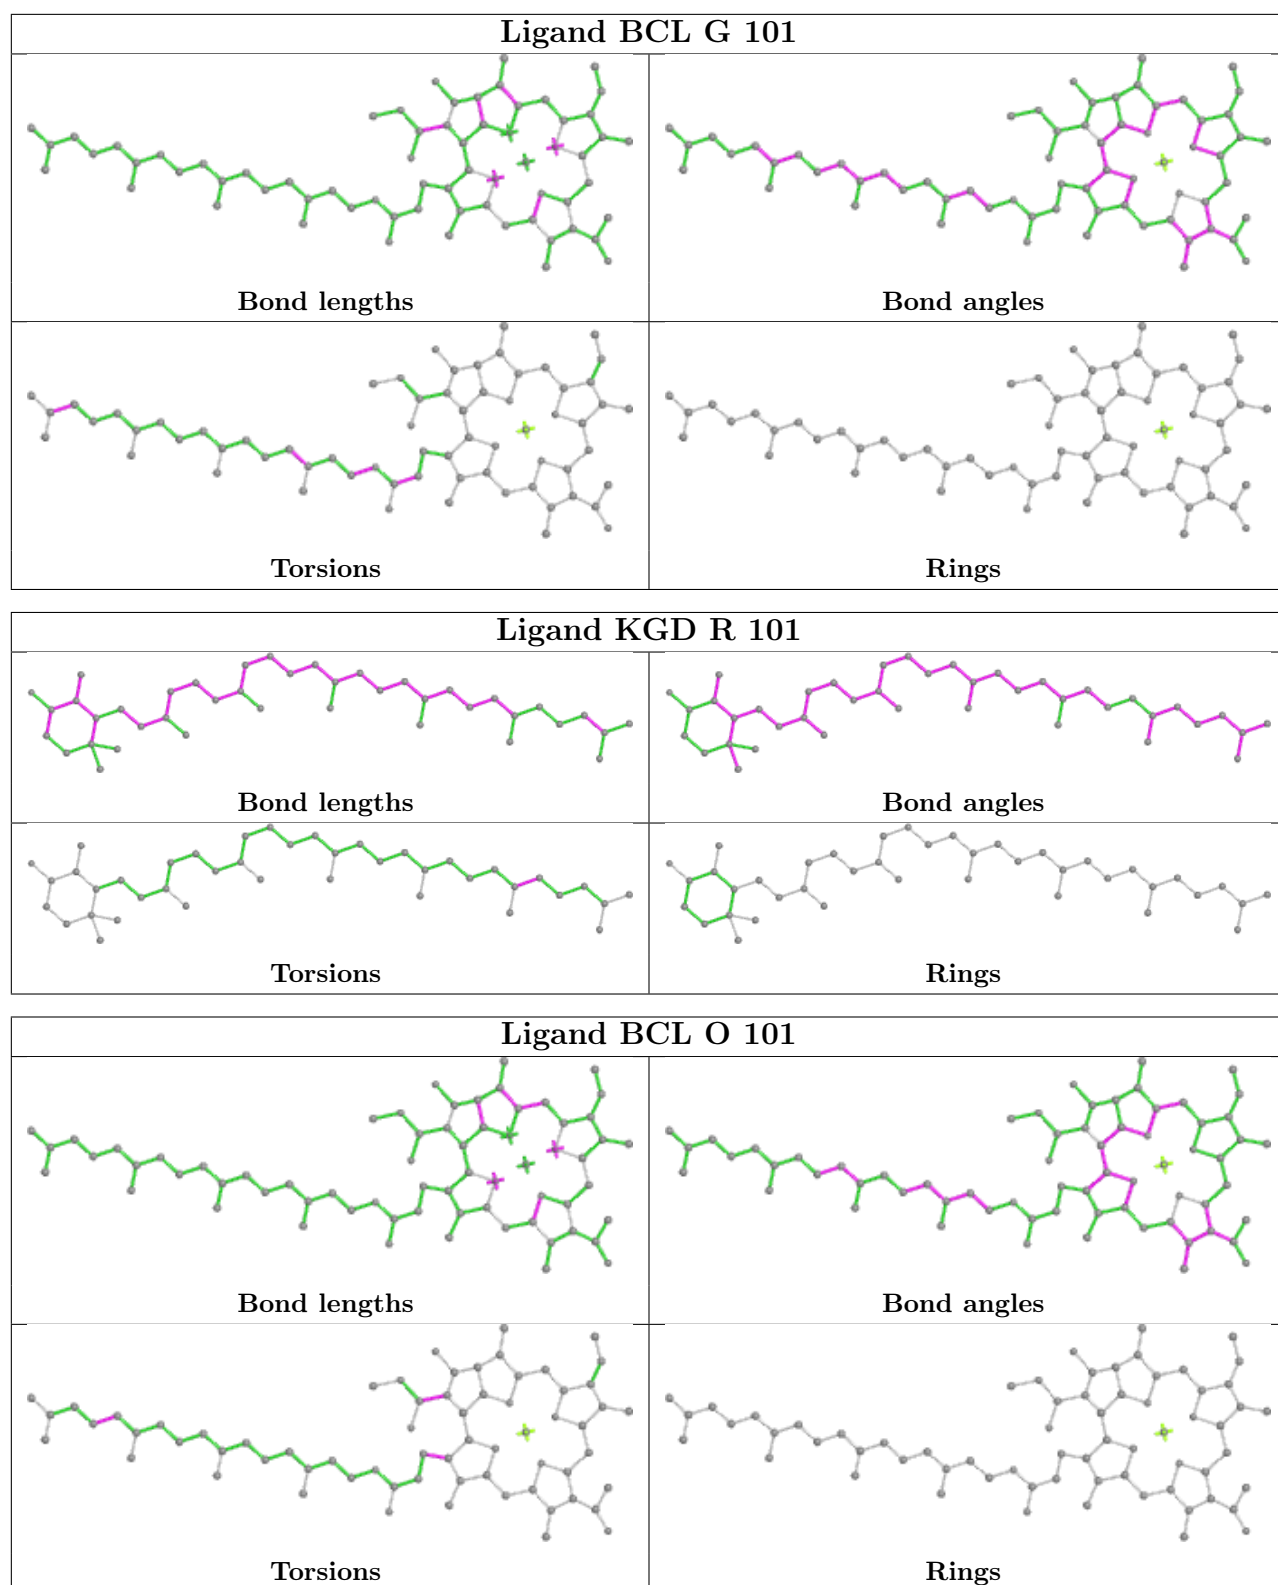 Ligand BCL G 101
Bond lengths
Bond angles
Torsions
Rings
Ligand KGD R 101
Bond lengths
Bond angles
Torsions
Rings
Ligand BCL O 101
Bond lengths
Bond angles
Torsions
Rings